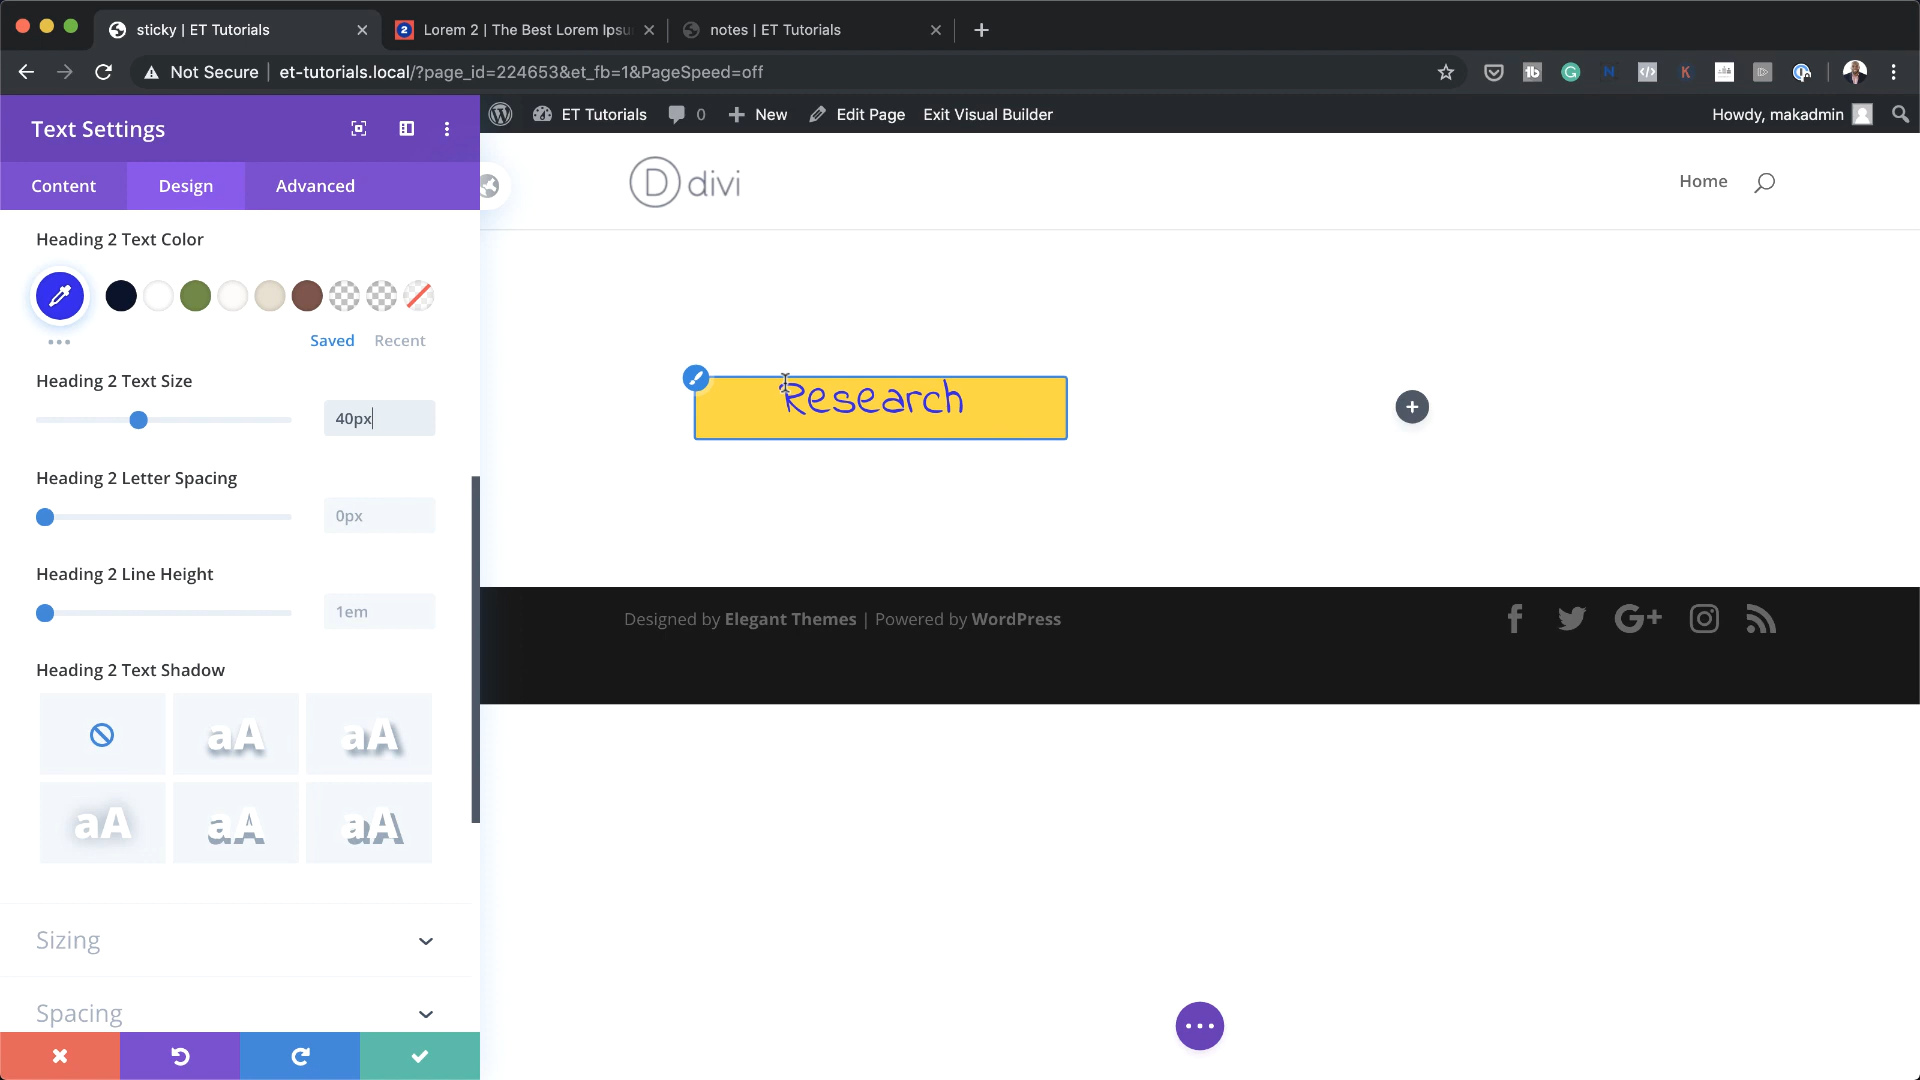 sticky | ET Tutorials
Lorem 2 | The Best Lorem Ipsu
notes | ET Tutorials
Not Secure
et-tutorials.local/?page_id=224653&et_fb=1&PageSpeed=off
ET Tutorials
0
New
Edit Page
Exit Visual Builder
Howdy, makadmin
Text Settings
Content
Design
Advanced
divi
Home
Heading 2 Text Color
Saved
Recent
Heading 2 Text Size
40px
Heading 2 Letter Spacing
0px
Heading 2 Line Height
1em
Heading 2 Text Shadow
aA
aA
aA
aA
aA
Sizing
Spacing
Research
Designed by Elegant Themes | Powered by WordPress